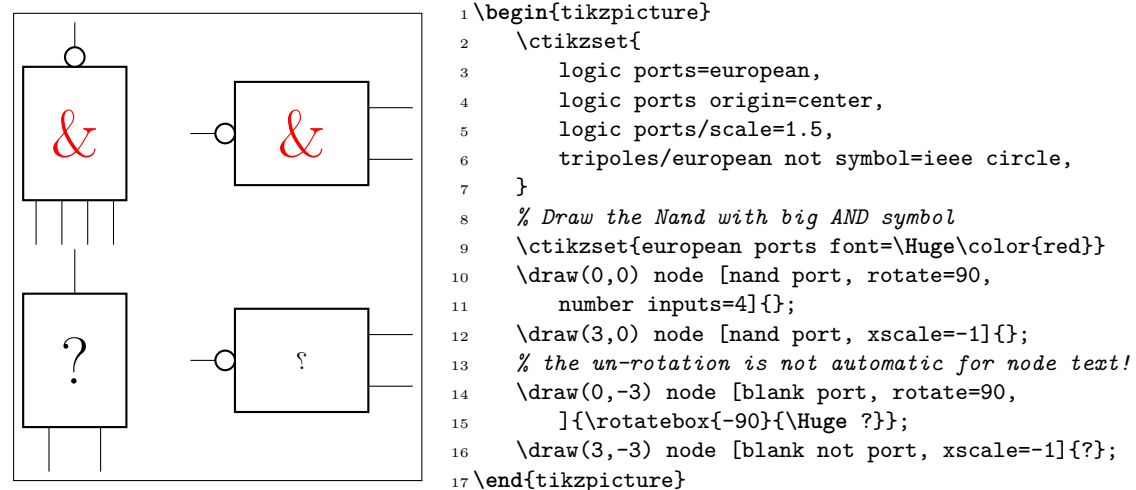 &
&
?
⸮
1 \begin{tikzpicture}
2 \ctikzset{
3 logic ports=european,
4 logic ports origin=center,
5 logic ports/scale=1.5,
6 tripoles/european not symbol=ieee circle,
7 }
8 % Draw the Nand with big AND symbol
9 \ctikzset{european ports font=\Huge\color{red}}
10 \draw(0,0) node [nand port, rotate=90,
11 number inputs=4]{};
12 \draw(3,0) node [nand port, xscale=-1]{};
13 % the un-rotation is not automatic for node text!
14 \draw(0,-3) node [blank port, rotate=90,
15 ]{\rotatebox{-90}{\Huge ?}};
16 \draw(3,-3) node [blank not port, xscale=-1]{?};
17 \end{tikzpicture}